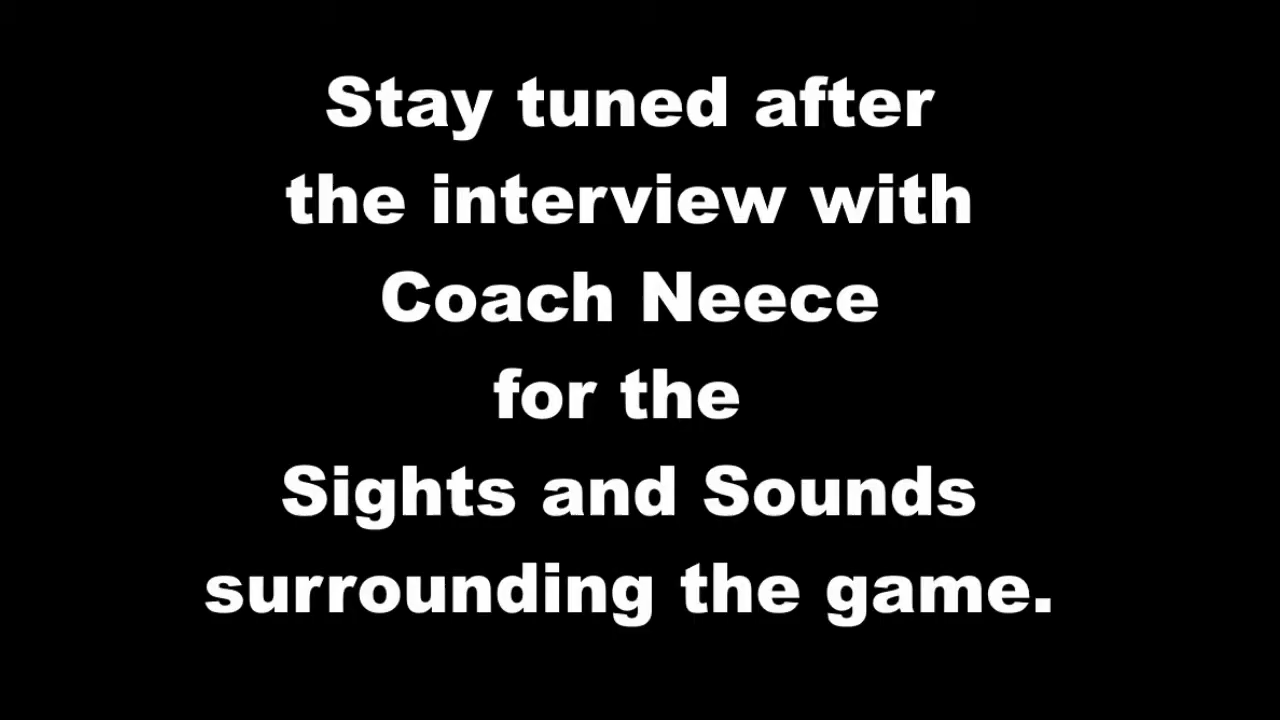 Stay tuned after
the interview with
Coach Neece
for the
Sights and Sounds
surrounding the game.